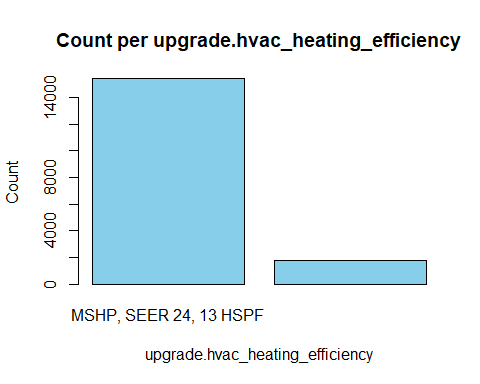 Count per upgrade.hvac_heating_efficiency
Count
14000
8000
4000
0
MSHP, SEER 24, 13 HSPF
upgrade.hvac_heating_efficiency